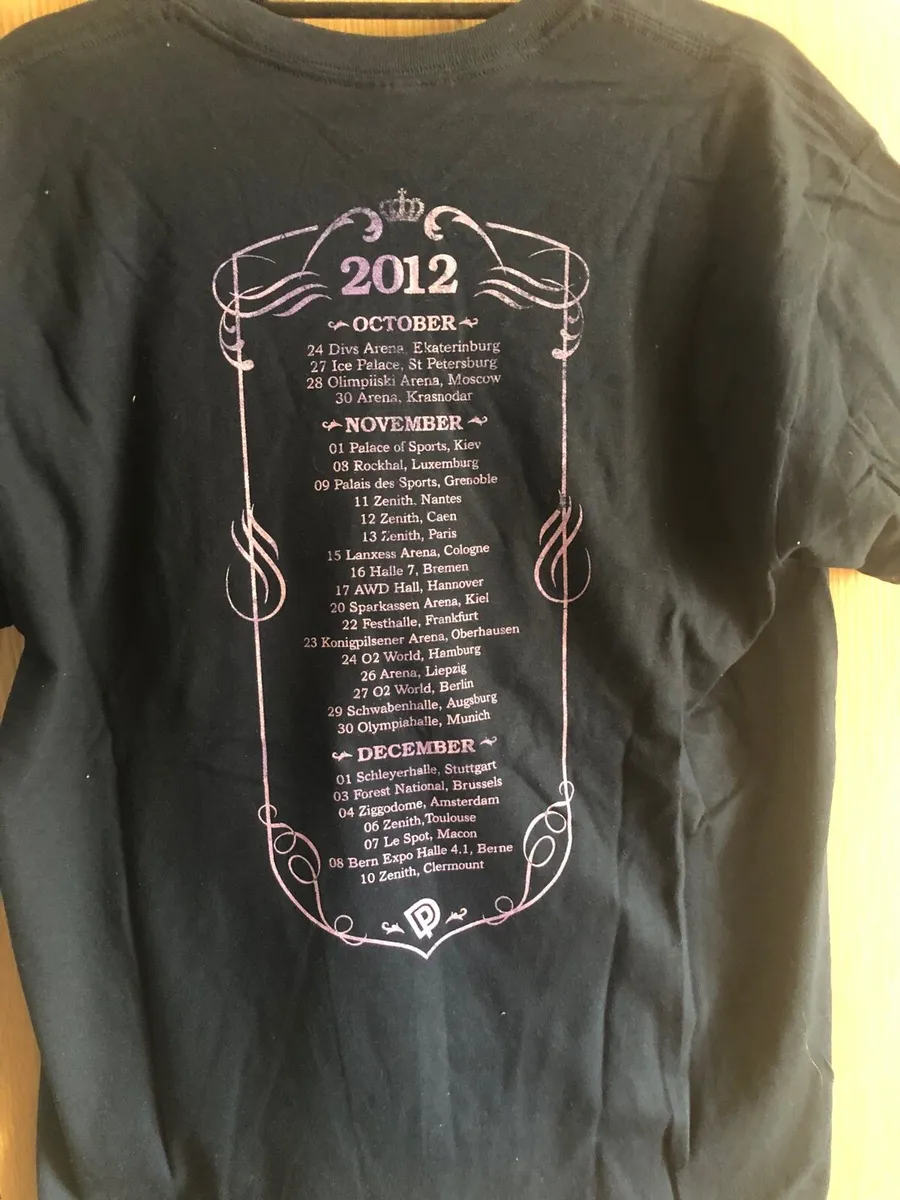 2012
OCTOBER
24 Divs Arena, Ekaterinburg
27 Ice Palace, St Petersburg
28 Olimpiiski Arena, Moscow
30 Arena, Krasnodar
NOVEMBER
01 Palace of Sports, Kiev
08 Rockhal, Luxemburg
09 Palais des Sports, Grenoble
11 Zenith, Nantes
12 Zenith, Caen
13 Zenith, Paris
15 Lanxess Arena, Cologne
16 Halle 7, Bremen
17 AWD Hall, Hannover
20 Sparkassen Arena, Kiel
22 Festhalle, Frankfurt
23 Konigpilsener Arena, Oberhausen
24 O2 World, Hamburg
26 Arena, Liepzig
27 O2 World, Berlin
29 Schwabenhalle, Augsburg
30 Olympiahalle, Munich
DECEMBER
01 Schleyerhalle, Stuttgart
03 Forest National, Brussels
04 Ziggodome, Amsterdam
06 Zenith, Toulouse
07 Le Spot, Macon
08 Bern Expo Halle 4.1, Berne
10 Zenith, Clermount
DP